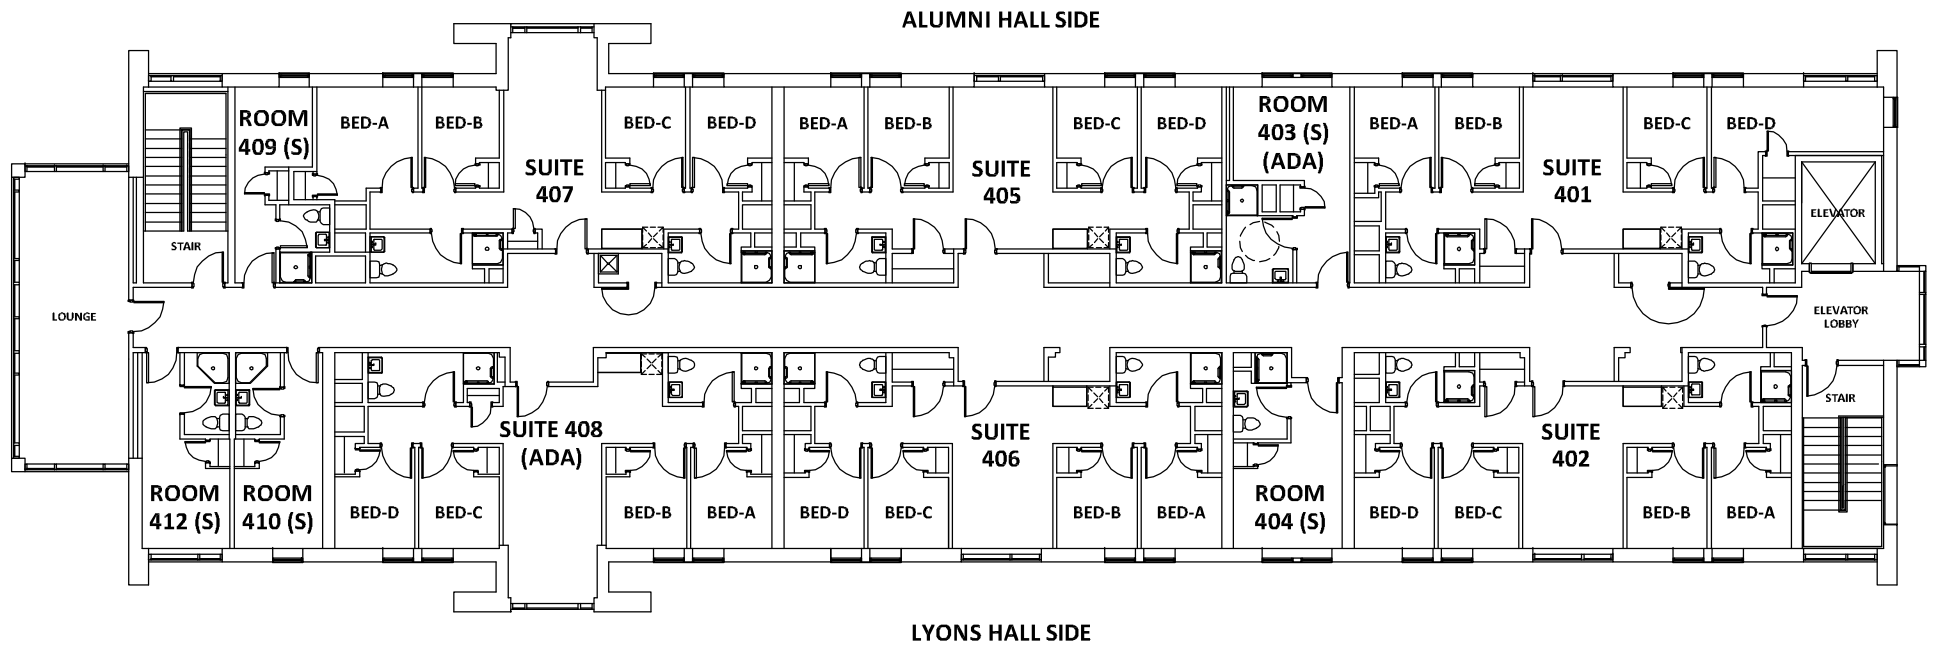 ALUMNI HALL SIDE
ROOM
409 (S)
BED-A
BED-B
SUITE
407
BED-C
BED-D
BED-A
BED-B
SUITE
405
BED-C
BED-D
ROOM
403 (S)
(ADA)
BED-A
BED-B
SUITE
401
BED-C
BED-D
STAIR
ELEVATOR
LOUNGE
ELEVATOR
LOBBY
STAIR
ROOM
412 (S)
ROOM
410 (S)
BED-D
BED-C
SUITE 408
(ADA)
BED-B
BED-A
BED-D
BED-C
SUITE
406
BED-B
BED-A
ROOM
404 (S)
BED-D
BED-C
SUITE
402
BED-B
BED-A
LYONS HALL SIDE